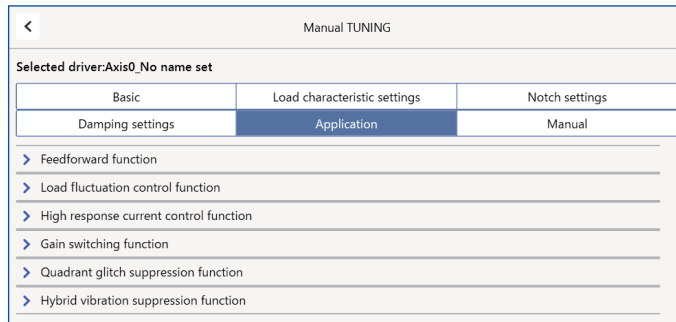 Manual TUNING
Selected driver:Axis0_No name set
Basic Load characteristic settings Notch settings
Damping settings Application Manual
Feedforward function
Load fluctuation control function
High response current control function
Gain switching function
Quadrant glitch suppression function
Hybrid vibration suppression function